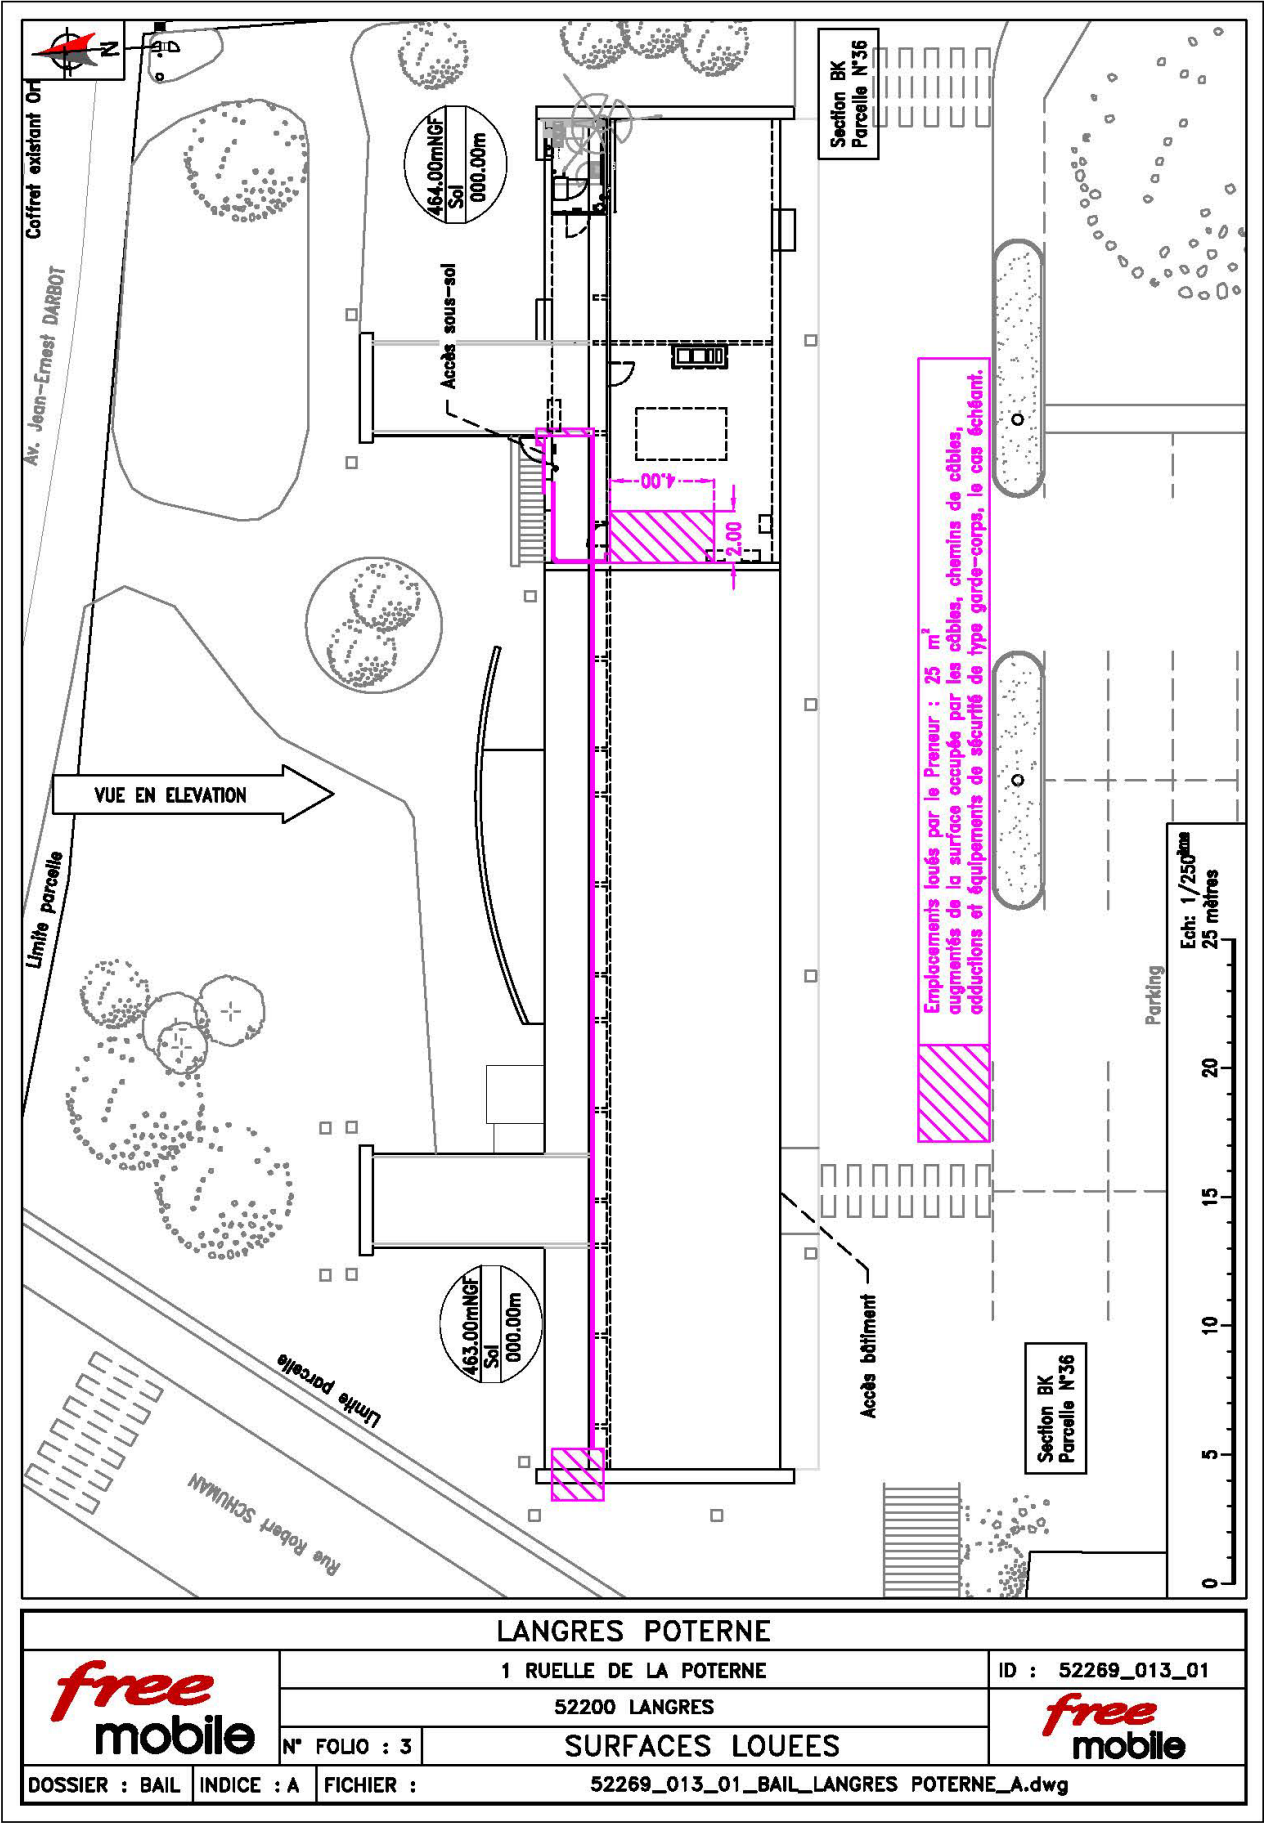 N
Coffret existant Or
Av. Jean-Ernest DARBOT
464.00mNGF
Sol
000.00m
Accès sous-sol
Section BK
Parcelle N°36
4.00
2.00
VUE EN ELEVATION
Limite parcelle
Emplacements loués par le Preneur : 25 m²
augmentés de la surface occupée par les câbles, chemins de câbles,
adductions et équipements de sécurité de type garde-corps, le cas échéant.
Parking
Ech: 1/250ème
25 mètres
20
15
10
5
0
463.00mNGF
Sol
000.00m
Limite parcelle
Rue Robert SCHUMAN
Accès bâtiment
Section BK
Parcelle N°36
LANGRES POTERNE
free
mobile
1 RUELLE DE LA POTERNE
ID : 52269_013_01
52200 LANGRES
free
mobile
N° FOLIO : 3
SURFACES LOUEES
DOSSIER : BAIL
INDICE : A
FICHIER :
52269_013_01_BAIL_LANGRES POTERNE_A.dwg